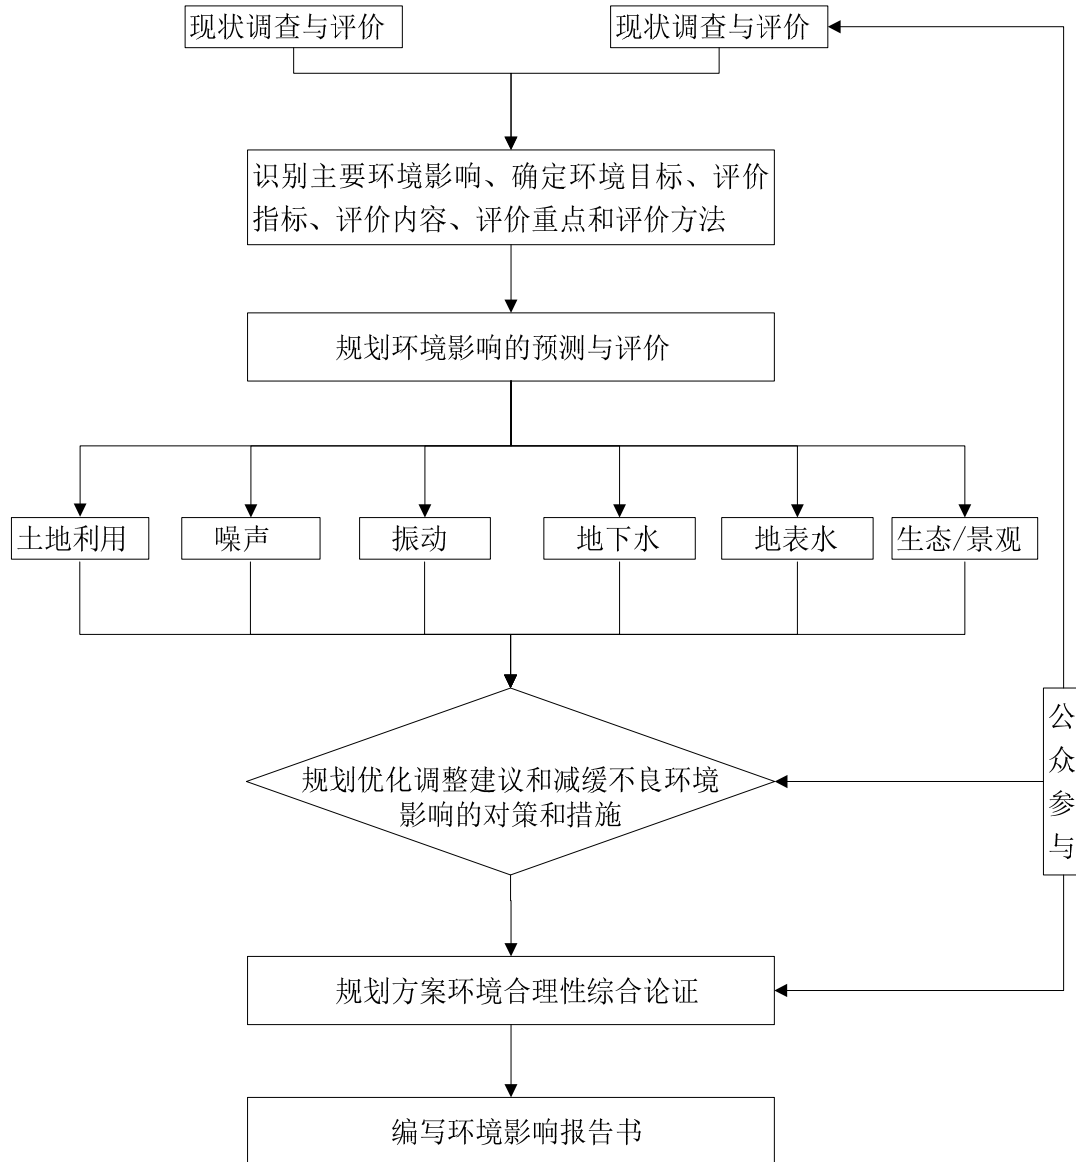 现状调查与评价
现状调查与评价
识别主要环境影响、确定环境目标、评价
指标、评价内容、评价重点和评价方法
规划环境影响的预测与评价
土地利用
噪声
振动
地下水
地表水
生态/景观
规划优化调整建议和减缓不良环境
影响的对策和措施
公
众
参
与
规划方案环境合理性综合论证
编写环境影响报告书